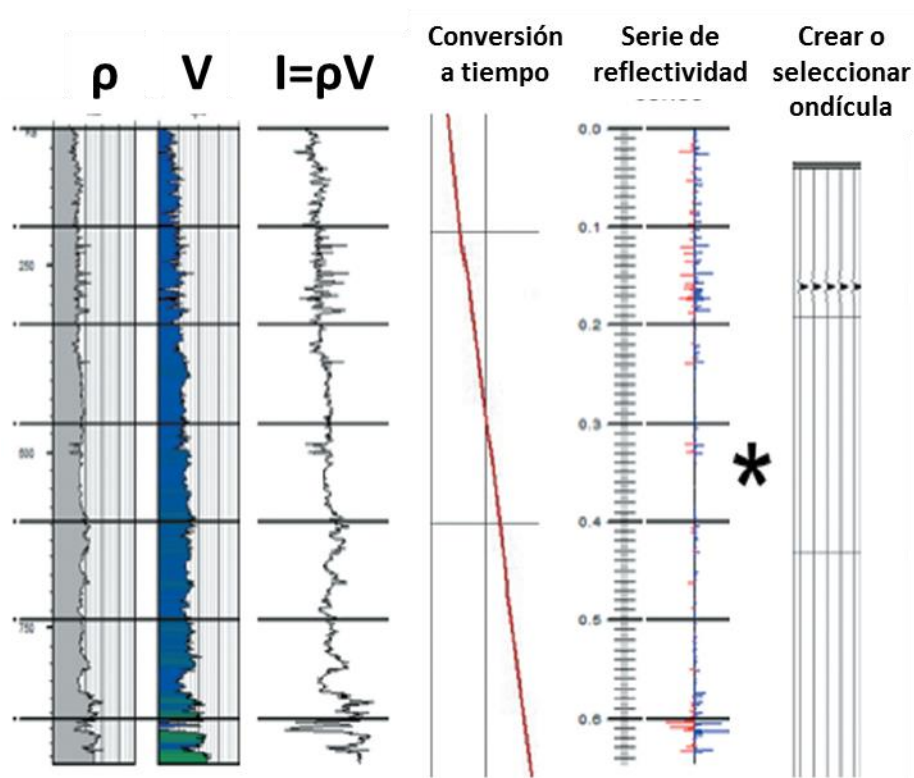 ρ
V
I=ρV
Conversión
a tiempo
Serie de
reflectividad
Crear o
seleccionar
ondícula
0.0
0.1
250
0.2
0.3
*
0.4
0.5
750
0.6